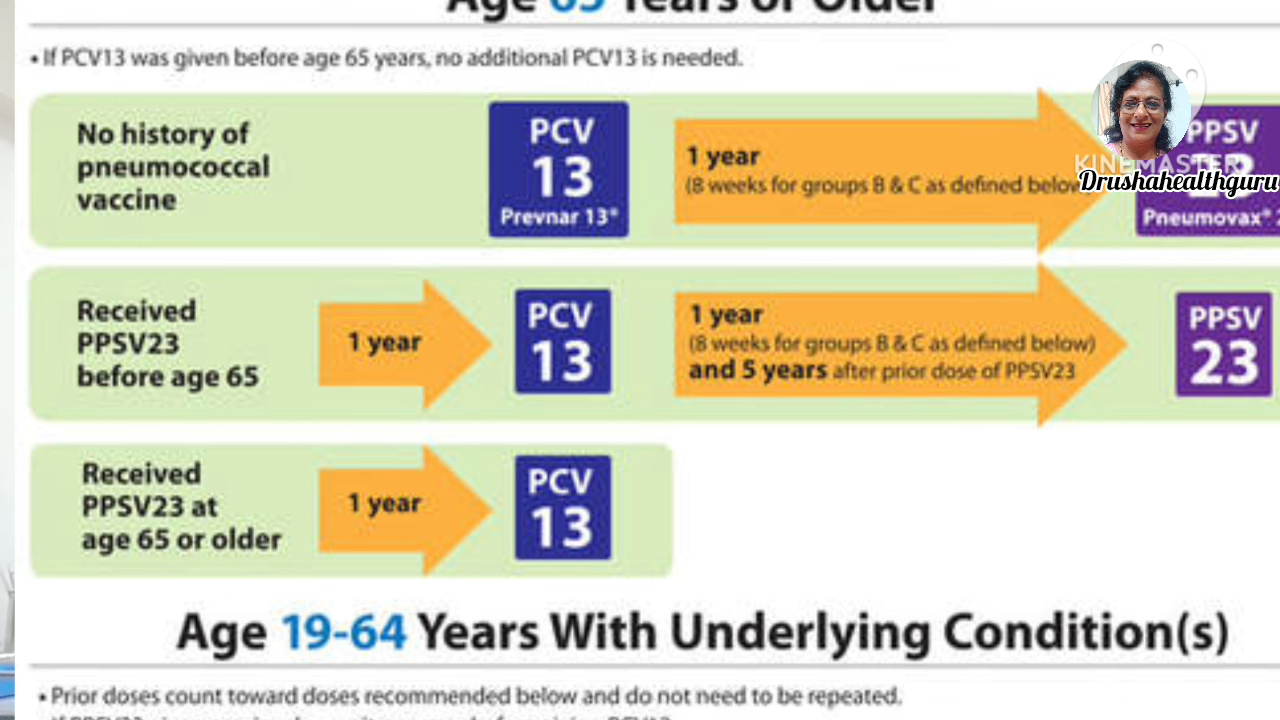 Age 65 Years or Older
• If PCV13 was given before age 65 years, no additional PCV13 is needed.
No history of
pneumococcal
vaccine
PCV
13
Prevnar 13®
1 year
(8 weeks for groups B & C as defined below
PPSV
23
Pneumovax® 2
KINEMASTER
Drushahealthguru
Received
PPSV23
before age 65
1 year
PCV
13
1 year
(8 weeks for groups B & C as defined below)
and 5 years after prior dose of PPSV23
PPSV
23
Received
PPSV23 at
age 65 or older
1 year
PCV
13
Age 19-64 Years With Underlying Condition(s)
• Prior doses count toward doses recommended below and do not need to be repeated.